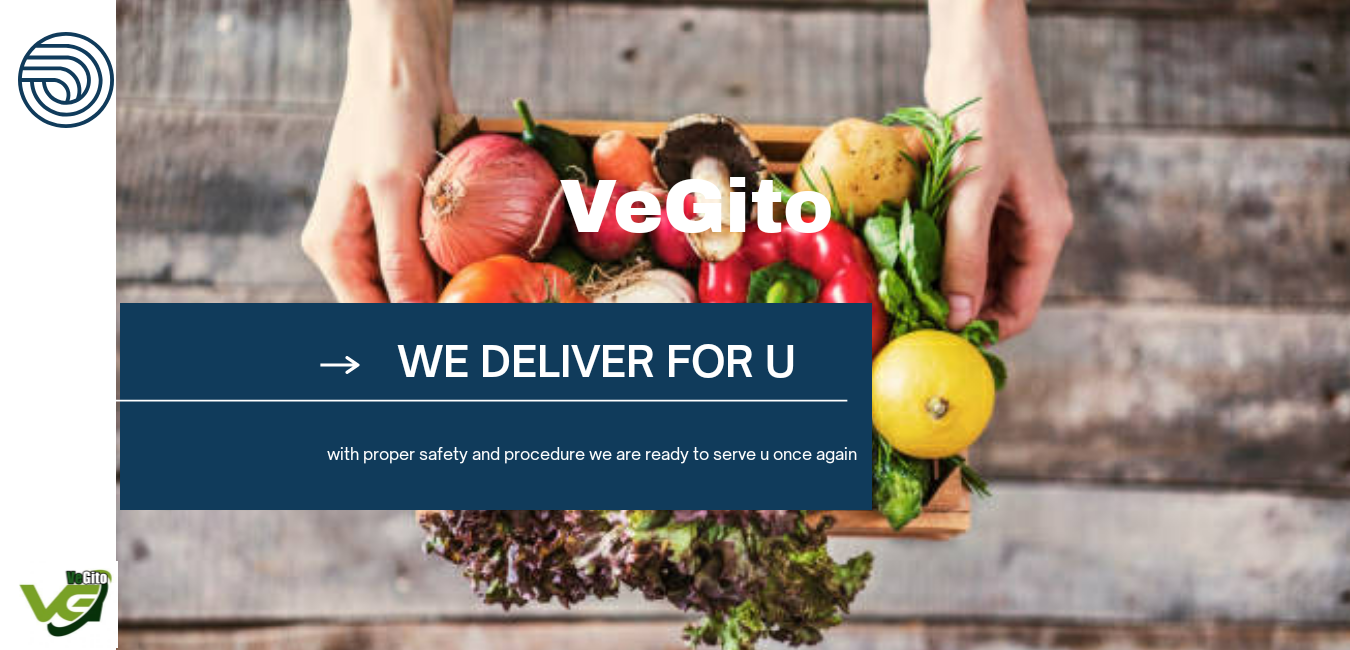 VeGito
WE DELIVER FOR U
with proper safety and procedure we are ready to serve u once again
VeGito
VG